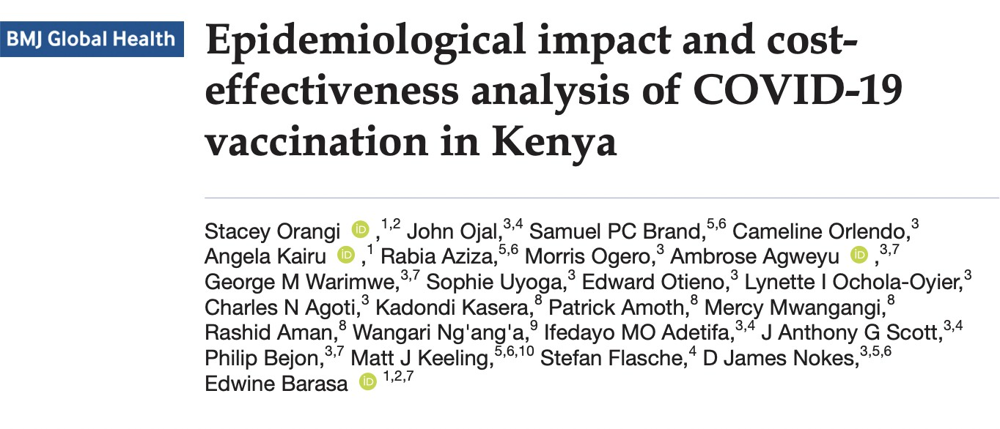 BMJ Global Health
Epidemiological impact and cost-
effectiveness analysis of COVID-19
vaccination in Kenya
Stacey Orangi iD ,1,2 John Ojal,3,4 Samuel PC Brand,5,6 Cameline Orlendo,3
Angela Kairu iD ,1 Rabia Aziza,5,6 Morris Ogero,3 Ambrose Agweyu iD ,3,7
George M Warimwe,3,7 Sophie Uyoga,3 Edward Otieno,3 Lynette I Ochola-Oyier,3
Charles N Agoti,3 Kadondi Kasera,8 Patrick Amoth,8 Mercy Mwangangi,8
Rashid Aman,8 Wangari Ng'ang'a,9 Ifedayo MO Adetifa,3,4 J Anthony G Scott,3,4
Philip Bejon,3,7 Matt J Keeling,5,6,10 Stefan Flasche,4 D James Nokes,3,5,6
Edwine Barasa iD 1,2,7